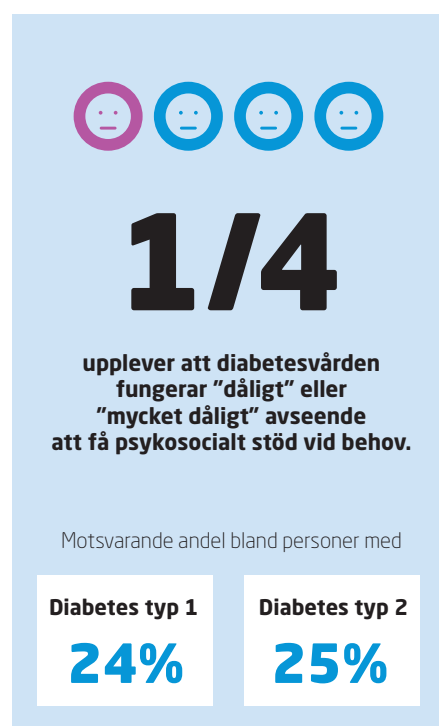 1/4
upplever att diabetesvården
fungerar ”dåligt” eller
”mycket dåligt” avseende
att få psykosocialt stöd vid behov.
Motsvarande andel bland personer med
Diabetes typ 1
24%
Diabetes typ 2
25%